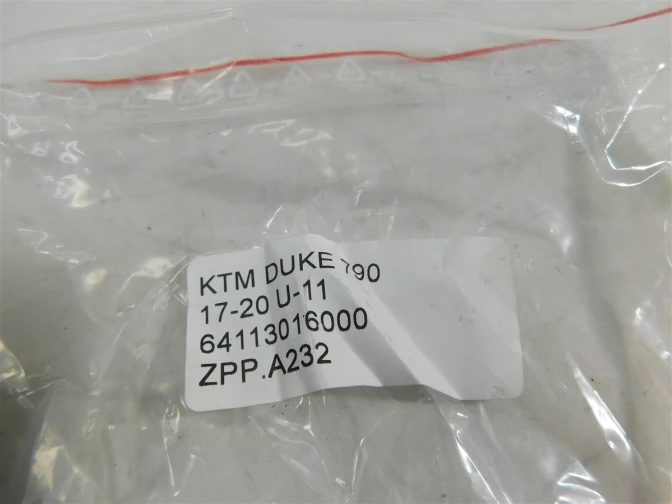 KTM DUKE 790
17-20 U-11
64113016000
ZPP.A232